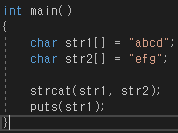 int main()
{
    char str1[] = "abcd";
    char str2[] = "efg";
    strcat(str1, str2);
    puts(str1);
}